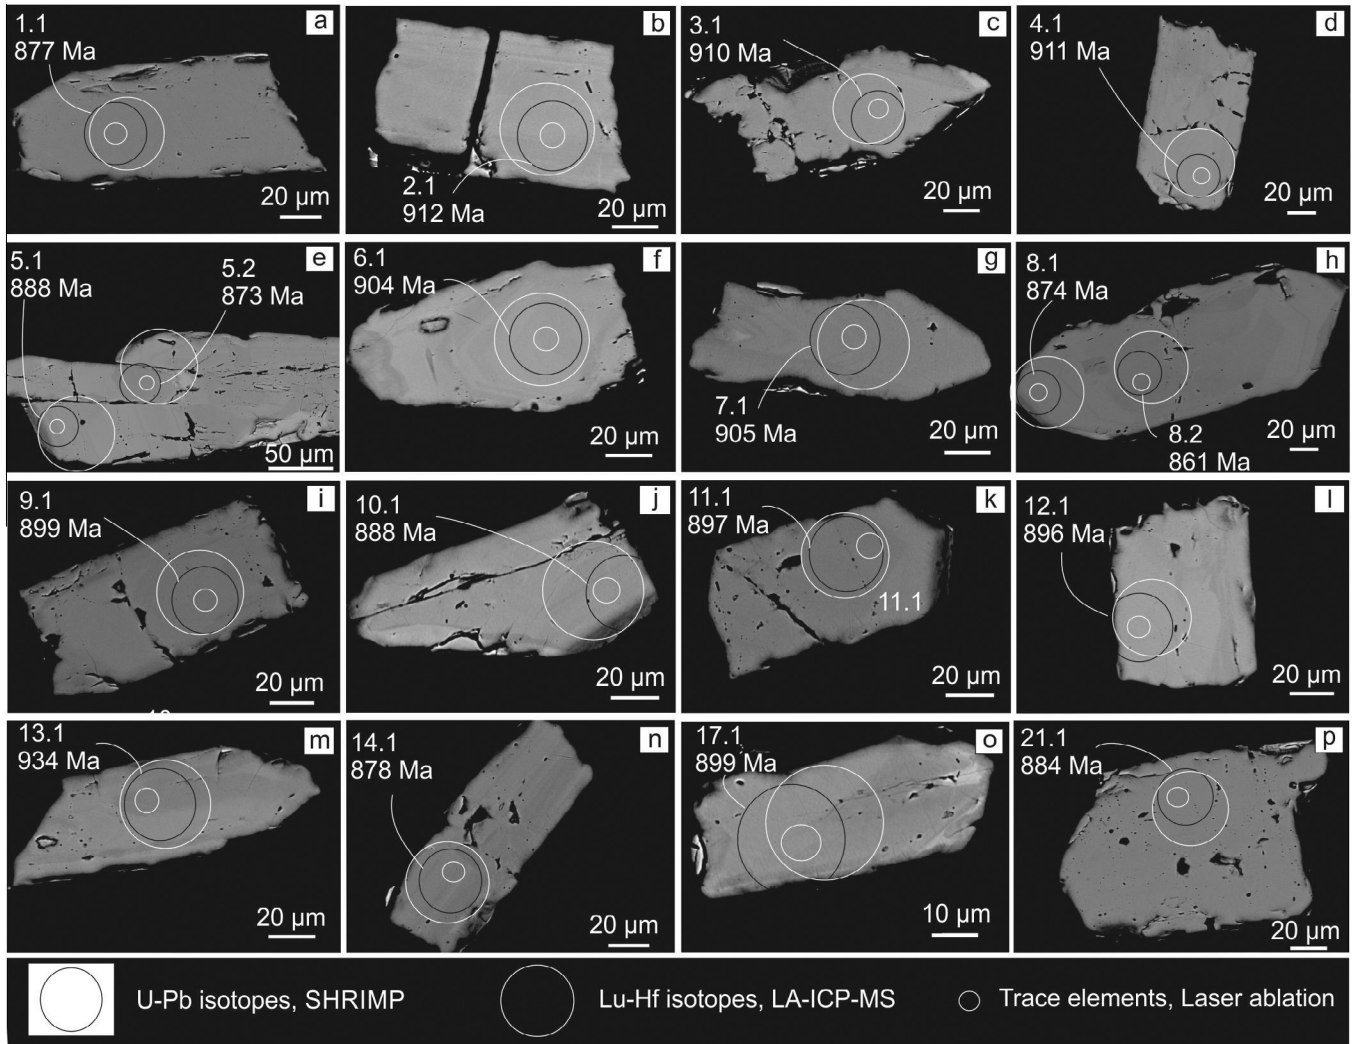 1.1
877 Ma
a
20 µm
b
2.1
912 Ma
20 µm
3.1
910 Ma
c
20 µm
4.1
911 Ma
d
20 µm
5.1
888 Ma
5.2
873 Ma
e
50 µm
6.1
904 Ma
f
20 µm
g
7.1
905 Ma
20 µm
8.1
874 Ma
h
8.2
861 Ma
20 µm
9.1
899 Ma
i
20 µm
10.1
888 Ma
j
20 µm
11.1
897 Ma
k
11.1
12.1
896 Ma
l
20 µm
13.1
934 Ma
m
20 µm
14.1
878 Ma
n
20 µm
17.1
899 Ma
o
10 µm
21.1
884 Ma
p
20 µm
U-Pb isotopes, SHRIMP
Lu-Hf isotopes, LA-ICP-MS
Trace elements, Laser ablation